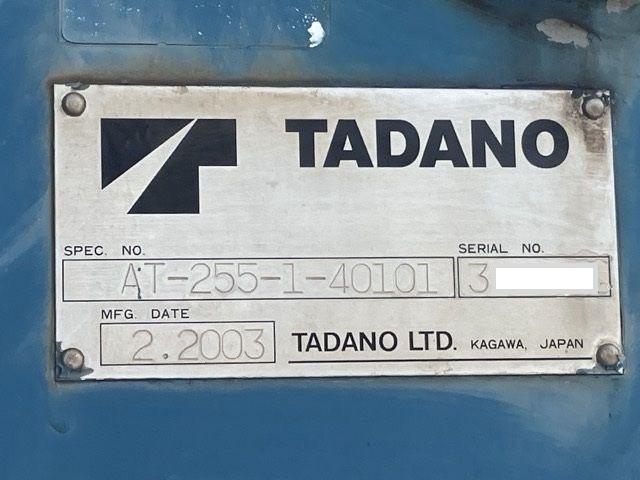 TADANO
SPEC. NO.
AT-255-1-40101
SERIAL NO.
3
MFG. DATE
2.2003
TADANO LTD. KAGAWA, JAPAN